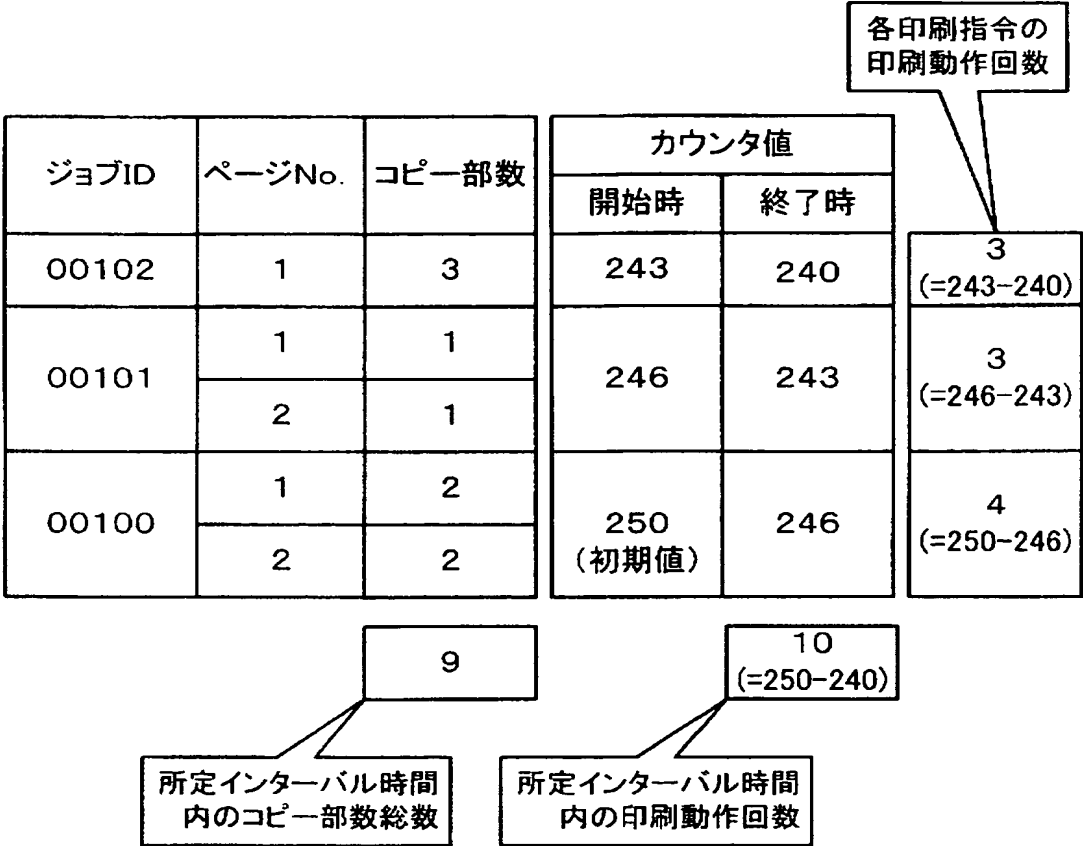 各印刷指令の
印刷動作回数
ジョブID ページNo. コピー部数 カウンタ値
開始時 終了時
00102 1 3 243 240 3
(=243-240)
00101 1 1 246 243 3
(=246-243)
2 1
00100 1 2 250 246 4
(初期値) (=250-246)
2 2
9 10
(=250-240)
所定インターバル時間
内のコピー部数総数
所定インターバル時間
内の印刷動作回数